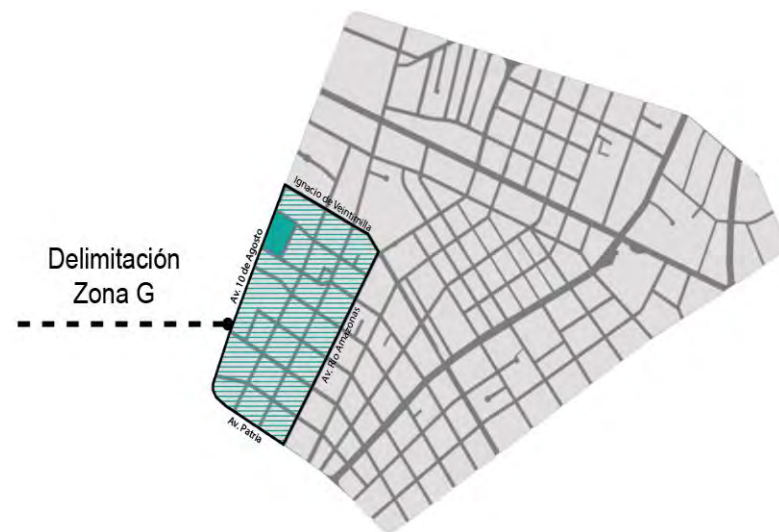 Ignacio de Veintimilla
Delimitación
Zona G
Av. 10 de Agosto
Av. Río Amazonas
Av. Patria